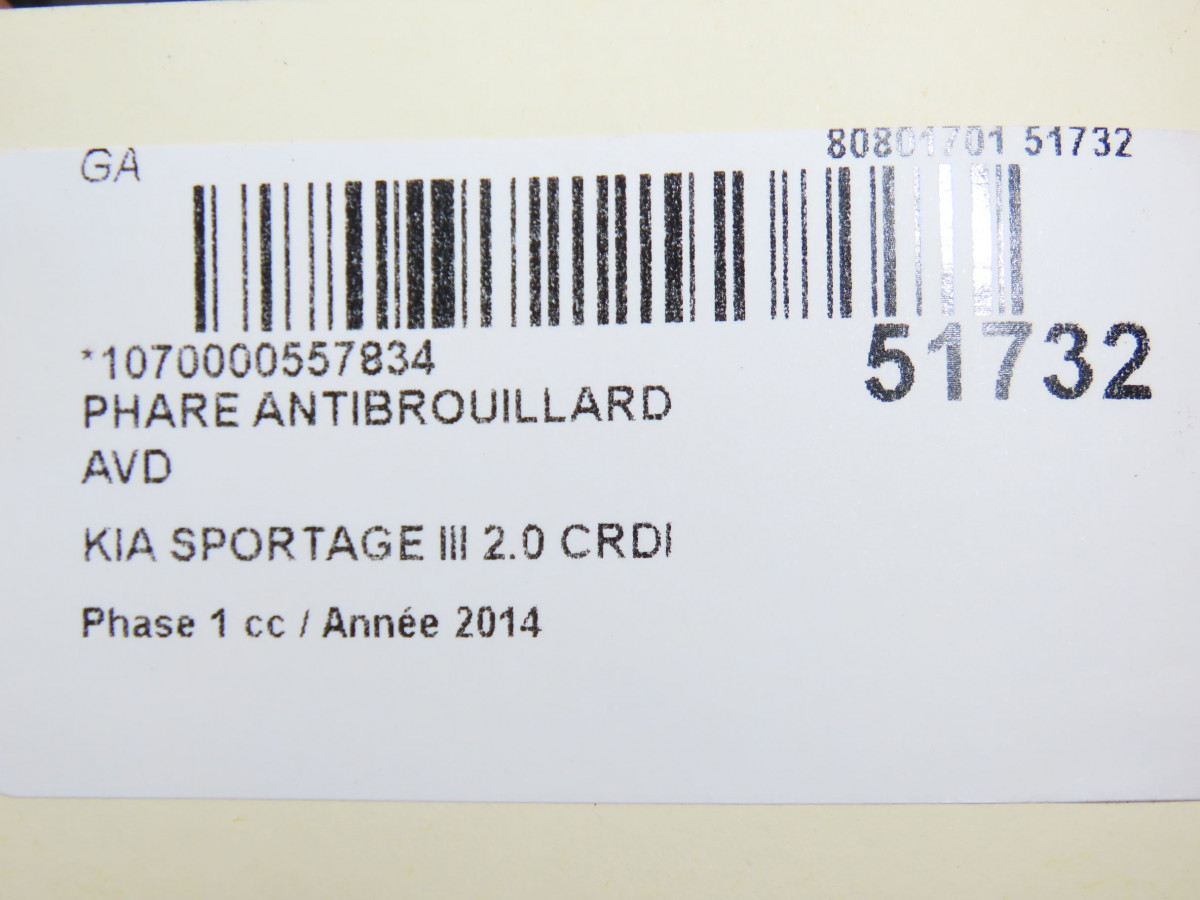 GA
80801701 51732
51732
*1070000557834
PHARE ANTIBROUILLARD
AVD
KIA SPORTAGE III 2.0 CRDI
Phase 1 cc / Année 2014